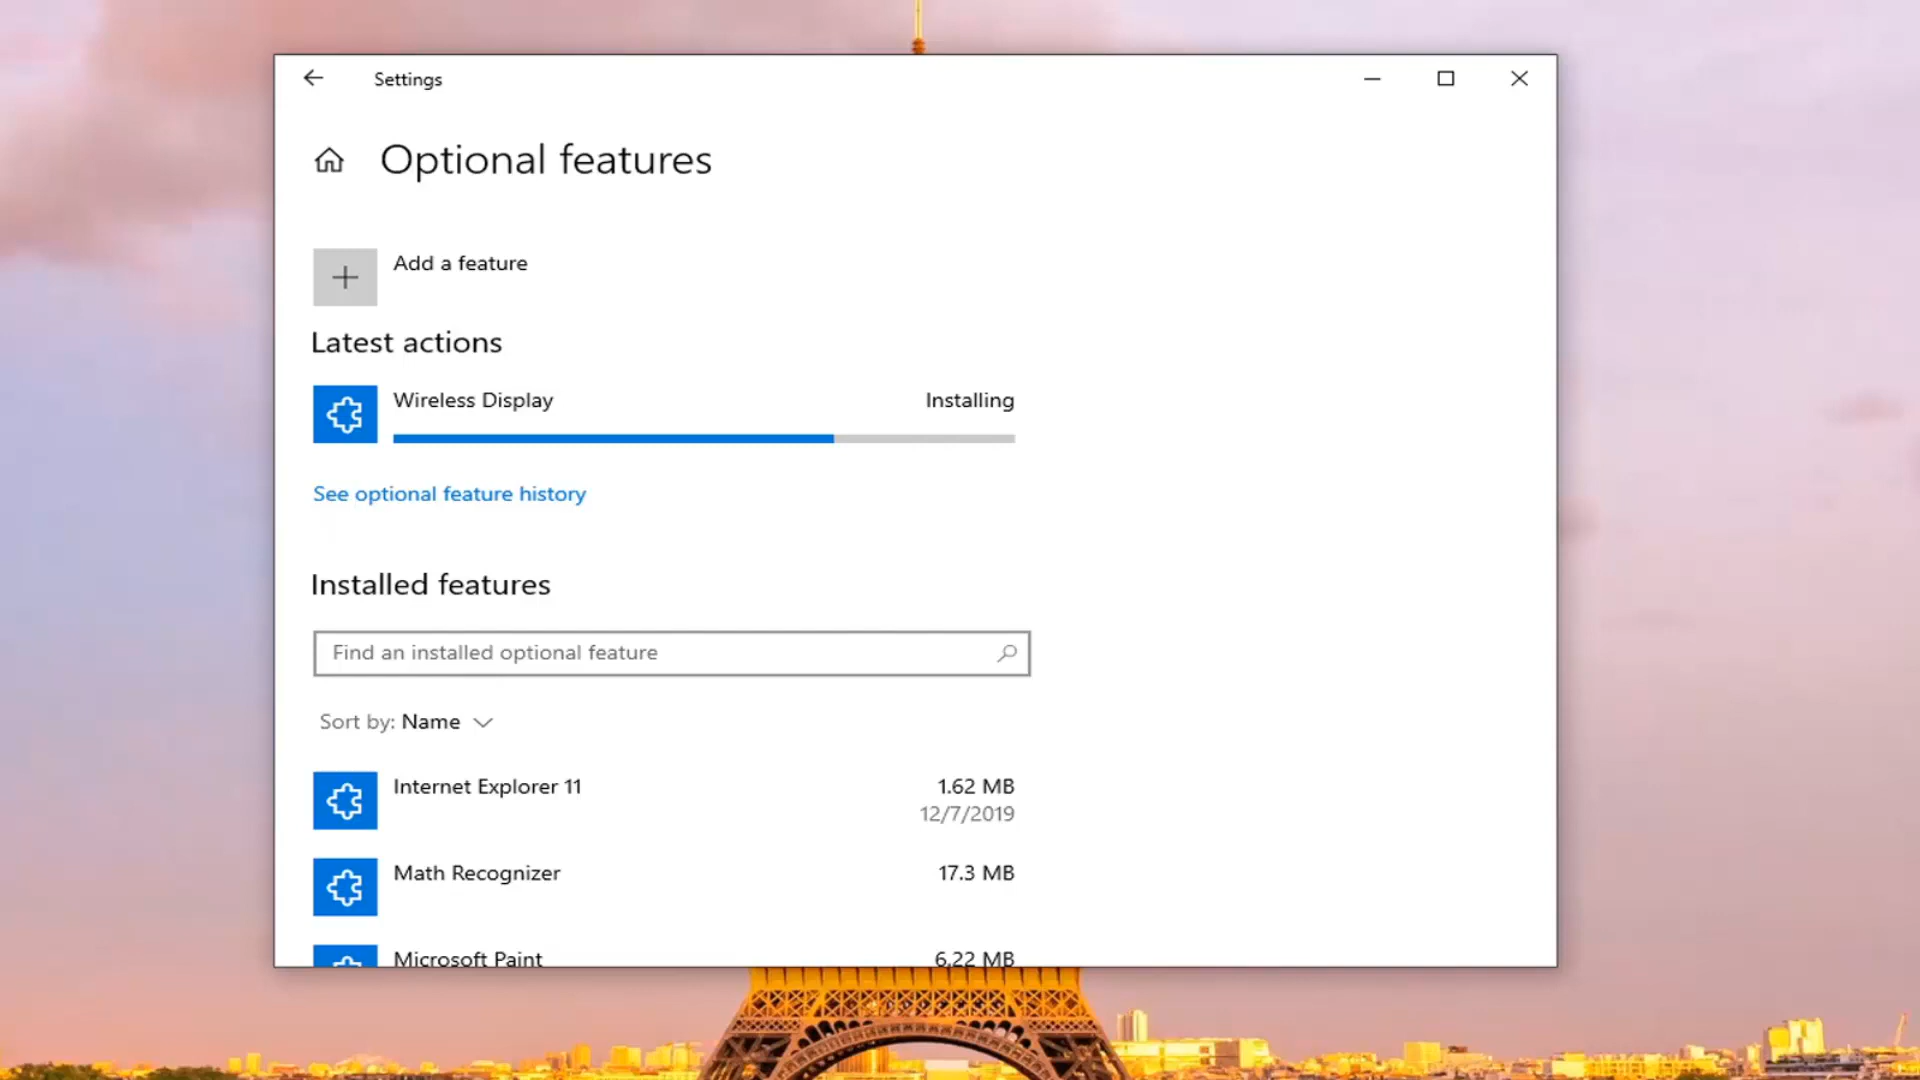 Settings
Optional features
Add a feature
Latest actions
Wireless Display Installing
See optional feature history
Installed features
Find an installed optional feature
Sort by: Name
Internet Explorer 11 1.62 MB
12/7/2019
Math Recognizer 17.3 MB
Microsoft Paint 6.22 MB